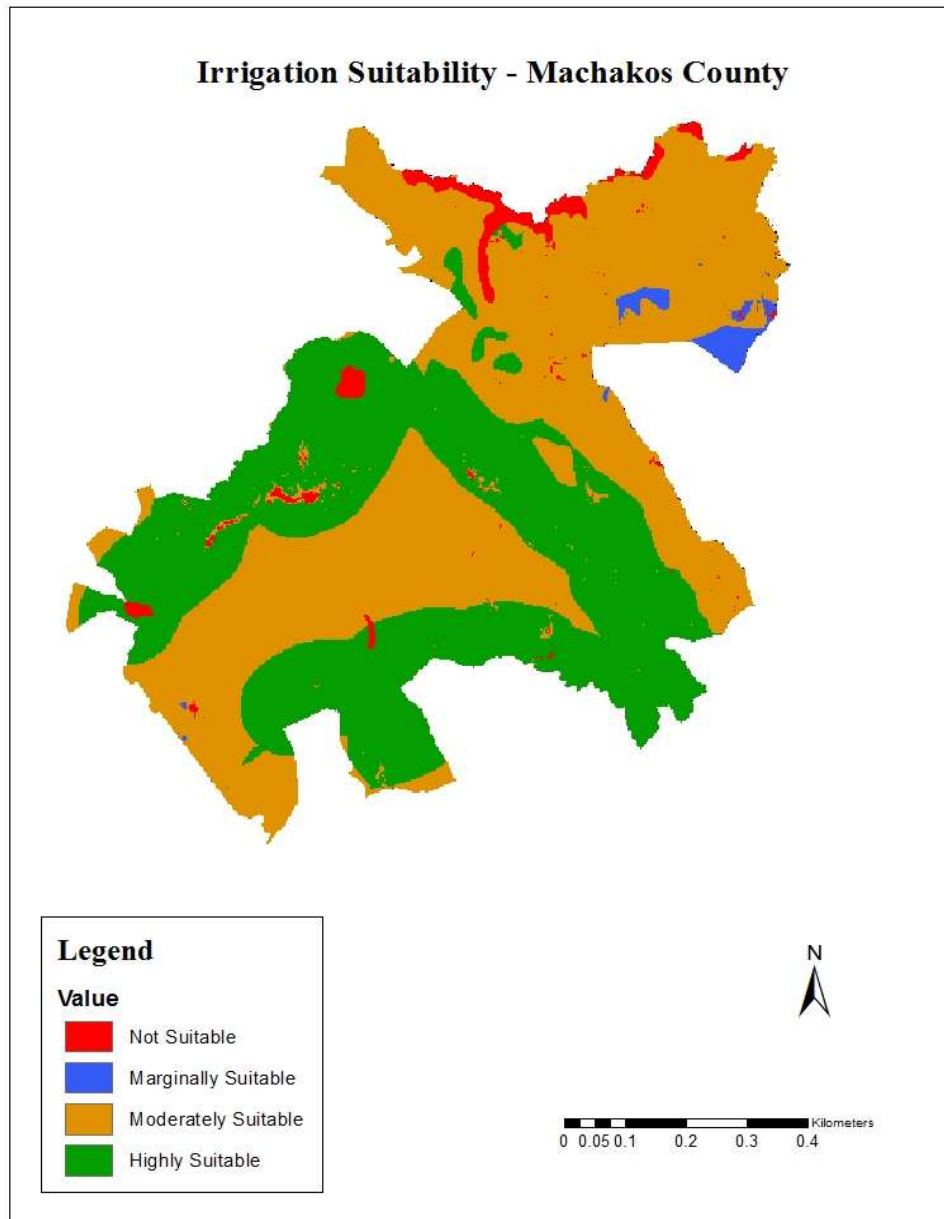 Irrigation Suitability - Machakos County
Legend
Value
Not Suitable
Marginally Suitable
Moderately Suitable
Highly Suitable
N
Kilometers
0 0.05 0.1 0.2 0.3 0.4